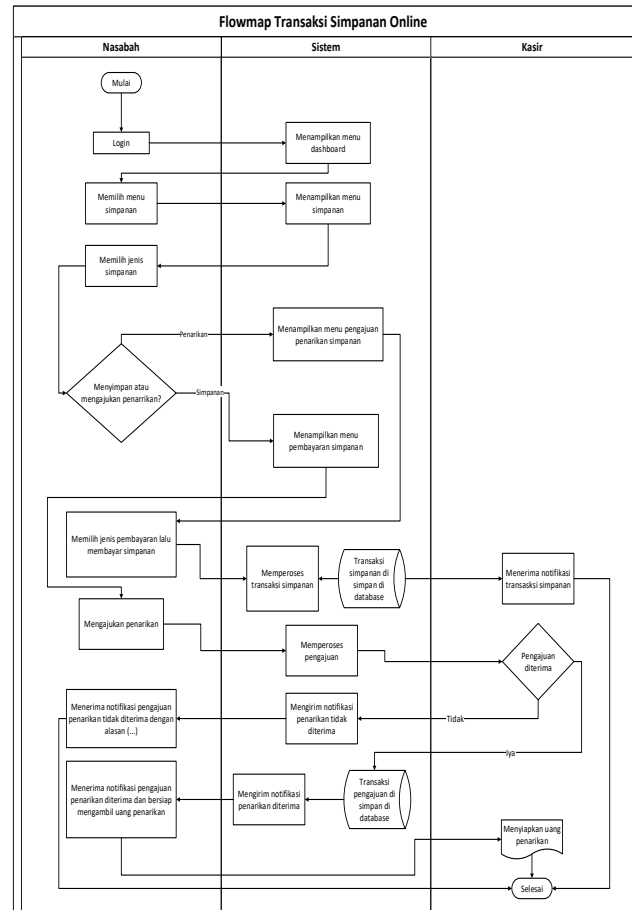 Flowmap Transaksi Simpanan Online
Nasabah
Sistem
Kasir
Mulai
Login
Menampilkan menu
dashboard
Memilih menu
simpanan
Menampilkan menu
simpanan
Memilih jenis
simpanan
Penarikan
Menampilkan menu pengajuan
penarikan simpanan
Menyimpan atau
mengajukan penarrikan?
Simpanan
Menampilkan menu
pembayaran simpanan
Memilih jenis pembayaran lalu
membayar simpanan
Memperoses
transaksi simpanan
Transaksi
simpanan di
simpan di
database
Menerima notifikasi
transasksi simpanan
Mengajukan penarikan
Memperoses
pengajuan
Pengajuan
diterima
Menerima notifikasi pengajuan
penarikan tidak diterima dengan
alasan (...)
Mengirim notifikasi
penarikan tidak
diterima
Tidak
Iya
Menerima notifikasi pengajuan
penarikan diterima dan bersiap
mengambil uang penarikan
Mengirim notifikasi
penarikan diterima
Transaksi
pengajuan di
simpan di
database
Menyiapkan uang
penarikan
Selesai